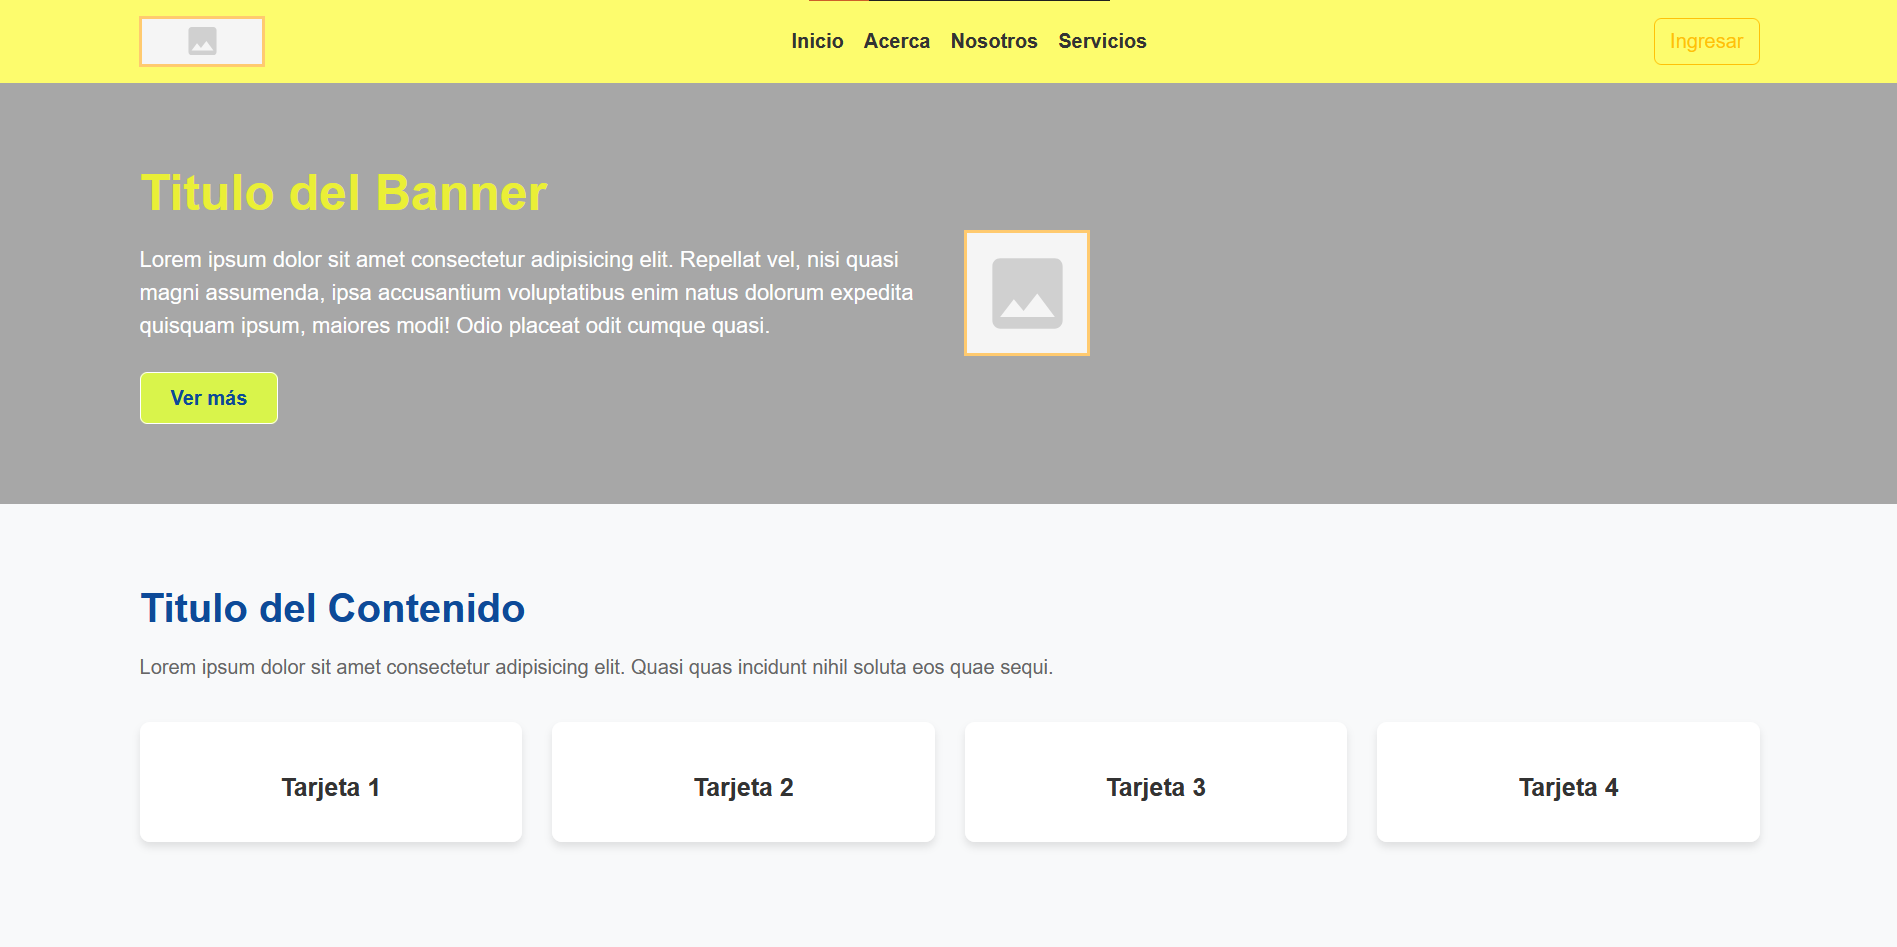 Inicio Acerca Nosotros Servicios Ingresar
Titulo del Banner
Lorem ipsum dolor sit amet consectetur adipisicing elit. Repellat vel, nisi quasi
magni assumenda, ipsa accusantium voluptatibus enim natus dolorum expedita
quisquam ipsum, maiores modi! Odio placeat odit cumque quasi.
Ver más
Titulo del Contenido
Lorem ipsum dolor sit amet consectetur adipisicing elit. Quasi quas incidunt nihil soluta eos quae sequi.
Tarjeta 1 Tarjeta 2 Tarjeta 3 Tarjeta 4